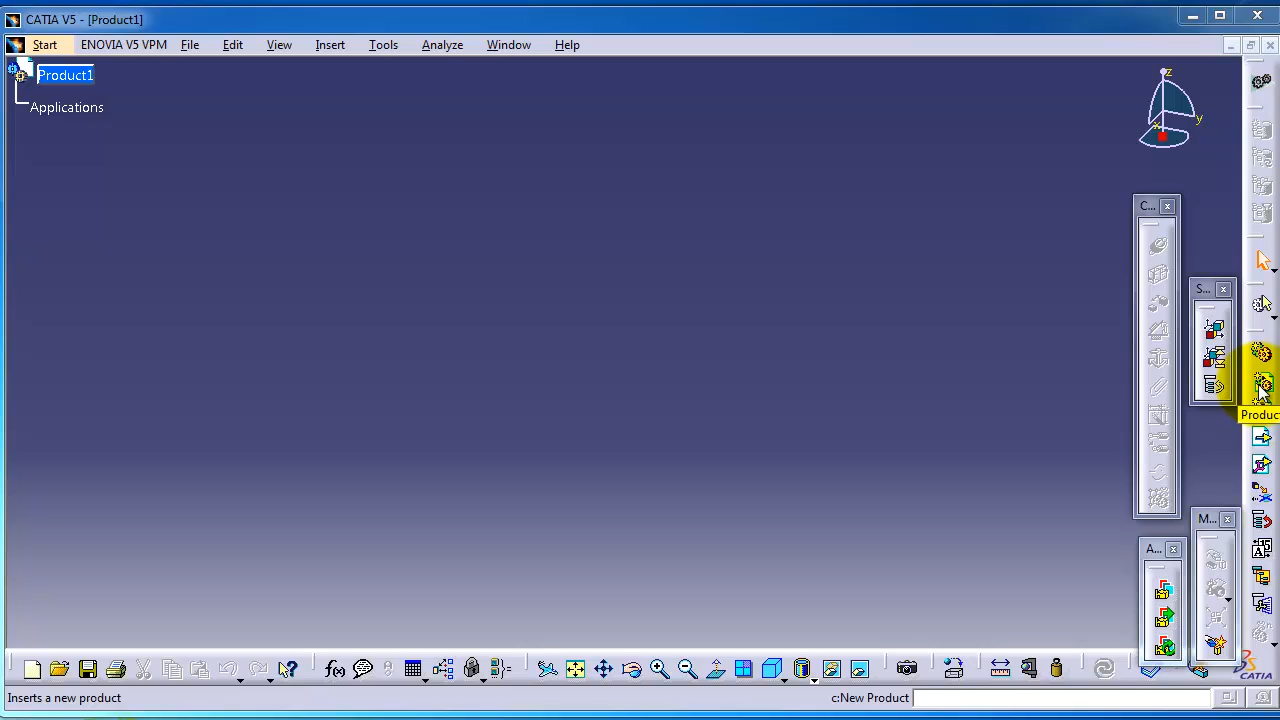 CATIA V5 - [Product1]
Start ENOVIA V5 VPM File Edit View Insert Tools Analyze Window Help
Product1
Applications
z
y
x
C...
S...
Produc
M...
A...
f(x)
CATIA
Inserts a new product
c:New Product